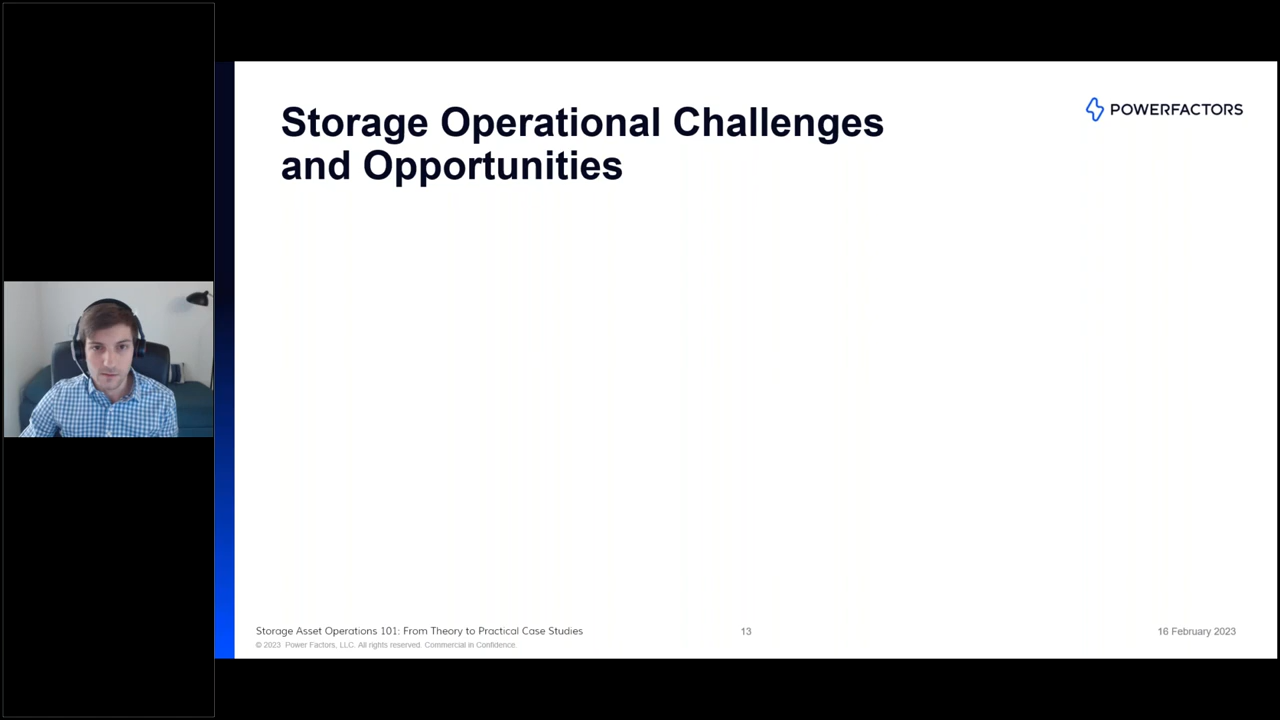 Storage Operational Challenges
and Opportunities
POWERFACTORS
Storage Asset Operations 101: From Theory to Practical Case Studies
13
16 February 2023
© 2023 Power Factors, LLC. All rights reserved. Commercial in Confidence.